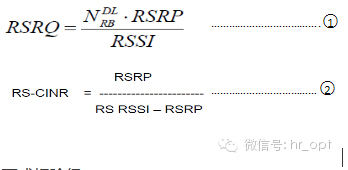 RSRQ = N_RB^DL · RSRP / RSSI ........................ ①
RS-CINR = RSRP / RS RSSI – RSRP ........................ ②
微信号: hr_opt